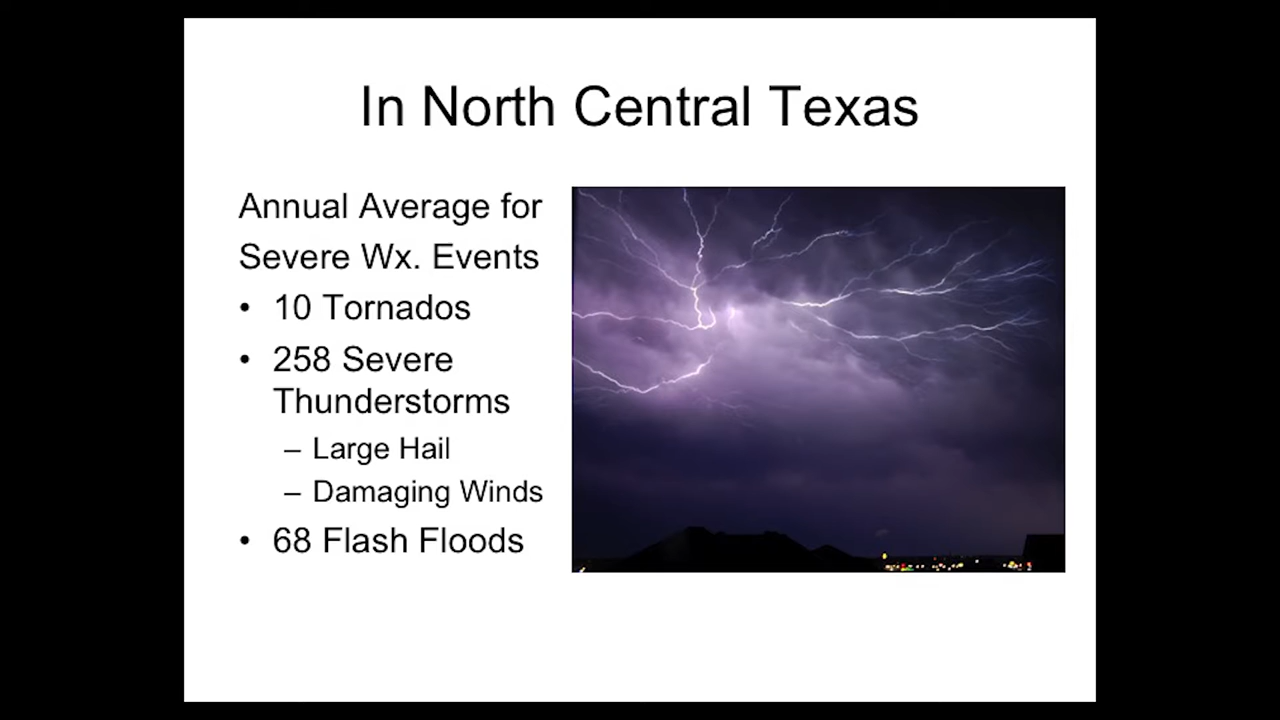 In North Central Texas
Annual Average for
Severe Wx. Events
• 10 Tornados
• 258 Severe
Thunderstorms
– Large Hail
– Damaging Winds
• 68 Flash Floods